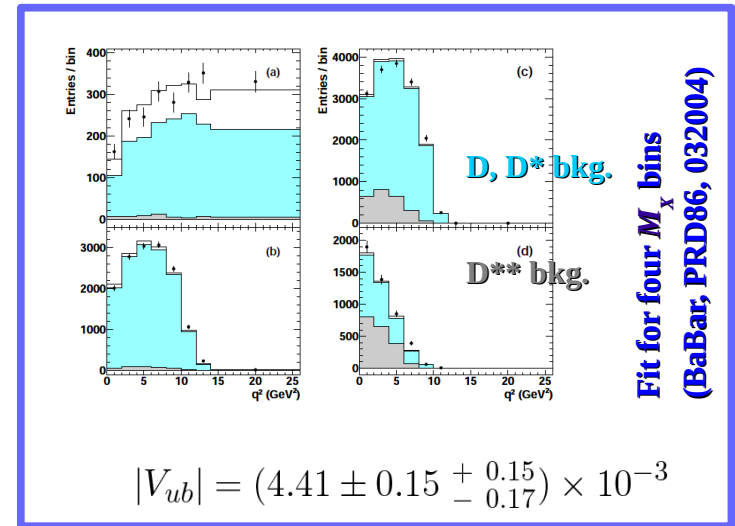 Entries / bin
400
300
200
100
0
(a)
3000
2000
1000
0
(b)
0 5 10 15 20 25
q² (GeV²)
Entries / bin
4000
3000
2000
1000
0
(c)
D, D* bkg.
2000
1500
1000
500
0
(d)
D** bkg.
0 5 10 15 20 25
q² (GeV²)
Fit for four M_X bins
(BaBar, PRD86, 032004)
|V_ub| = (4.41 ± 0.15 + 0.15 − 0.17) × 10⁻³